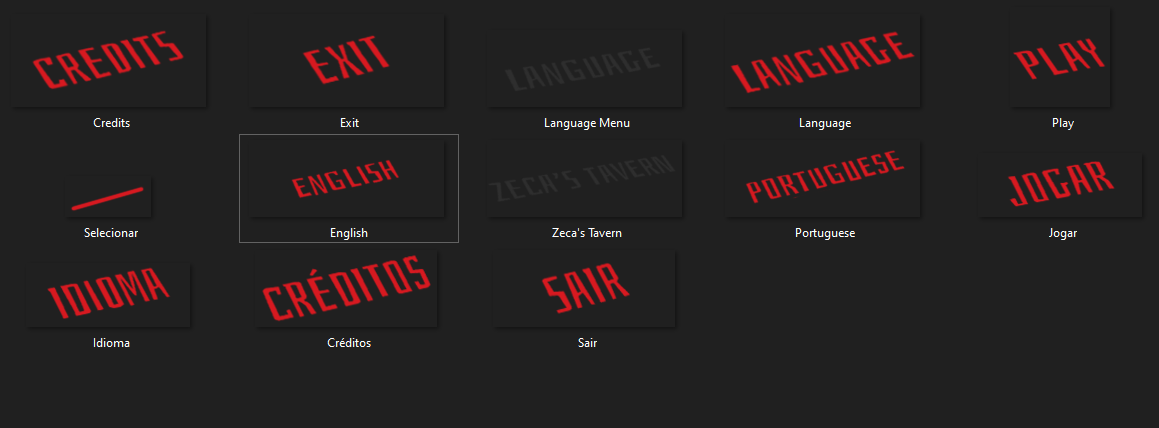 CREDITS EXIT LANGUAGE LANGUAGE PLAY
Credits Exit Language Menu Language Play
ENGLISH ZECA'S TAVERN PORTUGUESE JOGAR
Selecionar English Zeca's Tavern Portuguese Jogar
IDIOMA CRÉDITOS SAIR
Idioma Créditos Sair